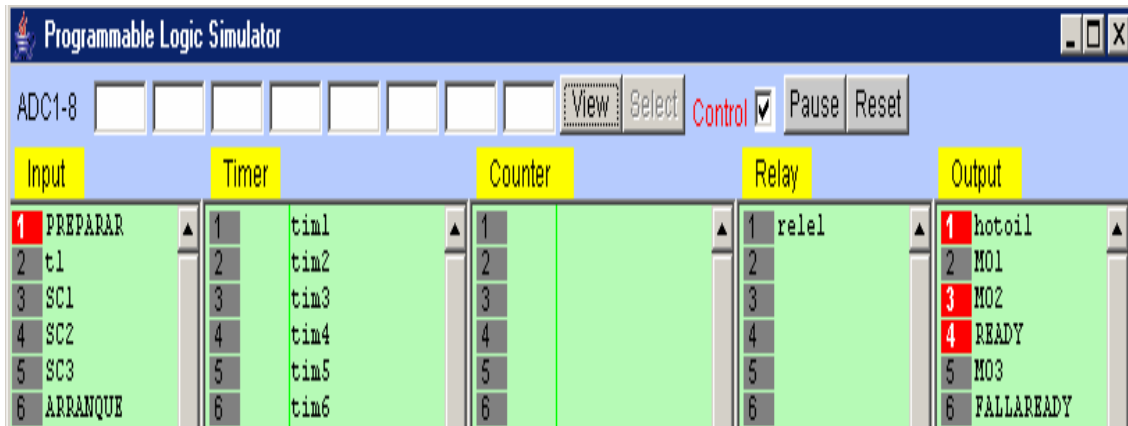 Programmable Logic Simulator
ADC1-8 View Select Control Pause Reset
Input Timer Counter Relay Output
1 PREPARAR 1 tim1 1 1 rele1 1 hotoil
2 t1 2 tim2 2 2 2 MO1
3 SC1 3 tim3 3 3 3 MO2
4 SC2 4 tim4 4 4 4 READY
5 SC3 5 tim5 5 5 5 MO3
6 ARRANQUE 6 tim6 6 6 6 FALLAREADY